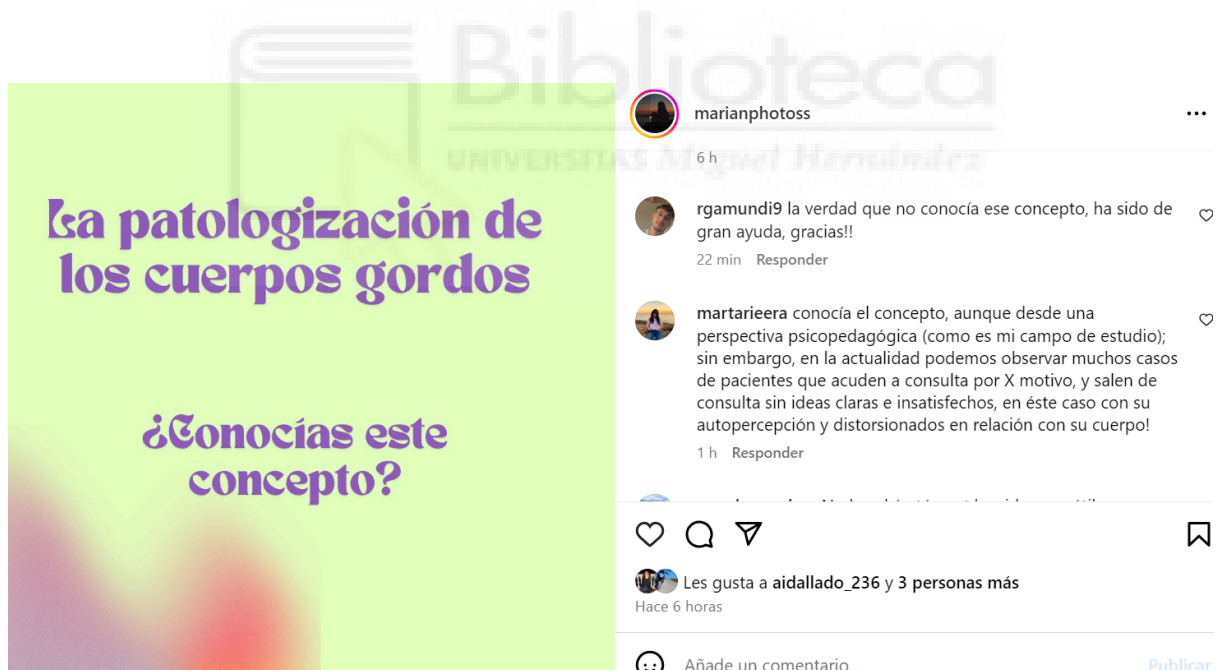 Biblioteca
UNIVERSITAS Miguel Hernández
La patologización de
los cuerpos gordos
¿Conocías este
concepto?
marianphotoss
6 h
rgamundi9 la verdad que no conocía ese concepto, ha sido de
gran ayuda, gracias!!
22 min Responder
martarieera conocía el concepto, aunque desde una
perspectiva psicopedagógica (como es mi campo de estudio);
sin embargo, en la actualidad podemos observar muchos casos
de pacientes que acuden a consulta por X motivo, y salen de
consulta sin ideas claras e insatisfechos, en éste caso con su
autopercepción y distorsionados en relación con su cuerpo!
1 h Responder
Les gusta a aidallado_236 y 3 personas más
Hace 6 horas
Añade un comentario...
Publicar